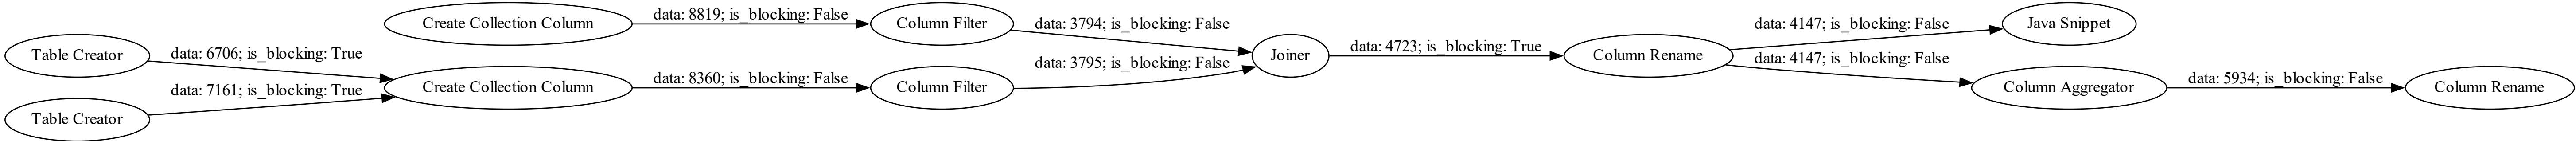 Table Creator
data: 6706; is_blocking: True
Table Creator
data: 7161; is_blocking: True
Create Collection Column
data: 8819; is_blocking: False
Create Collection Column
data: 8360; is_blocking: False
Column Filter
data: 3794; is_blocking: False
Column Filter
data: 3795; is_blocking: False
Joiner
data: 4723; is_blocking: True
Column Rename
data: 4147; is_blocking: False
data: 4147; is_blocking: False
Java Snippet
Column Aggregator
data: 5934; is_blocking: False
Column Rename